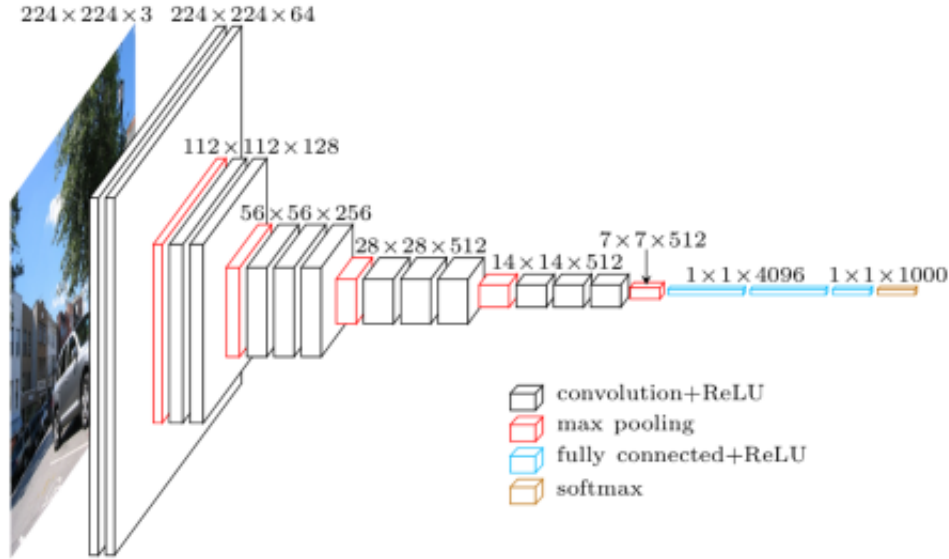 224×224×3
224×224×64
112×112×128
56×56×256
28×28×512
14×14×512
7×7×512
1×1×4096
1×1×1000
convolution+ReLU
max pooling
fully connected+ReLU
softmax